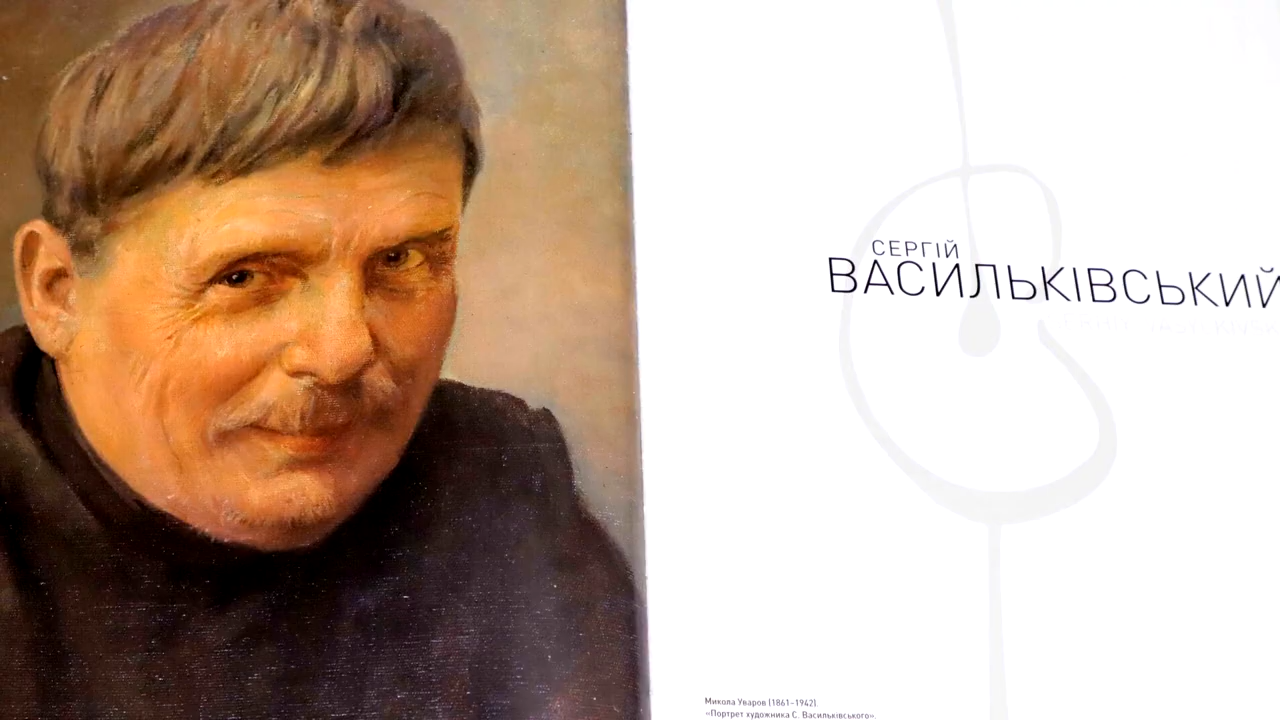 СЕРГІЙ
ВАСИЛЬКІВСЬКИЙ
Микола Уваров (1861–1942).
«Портрет художника С. Васильківського».